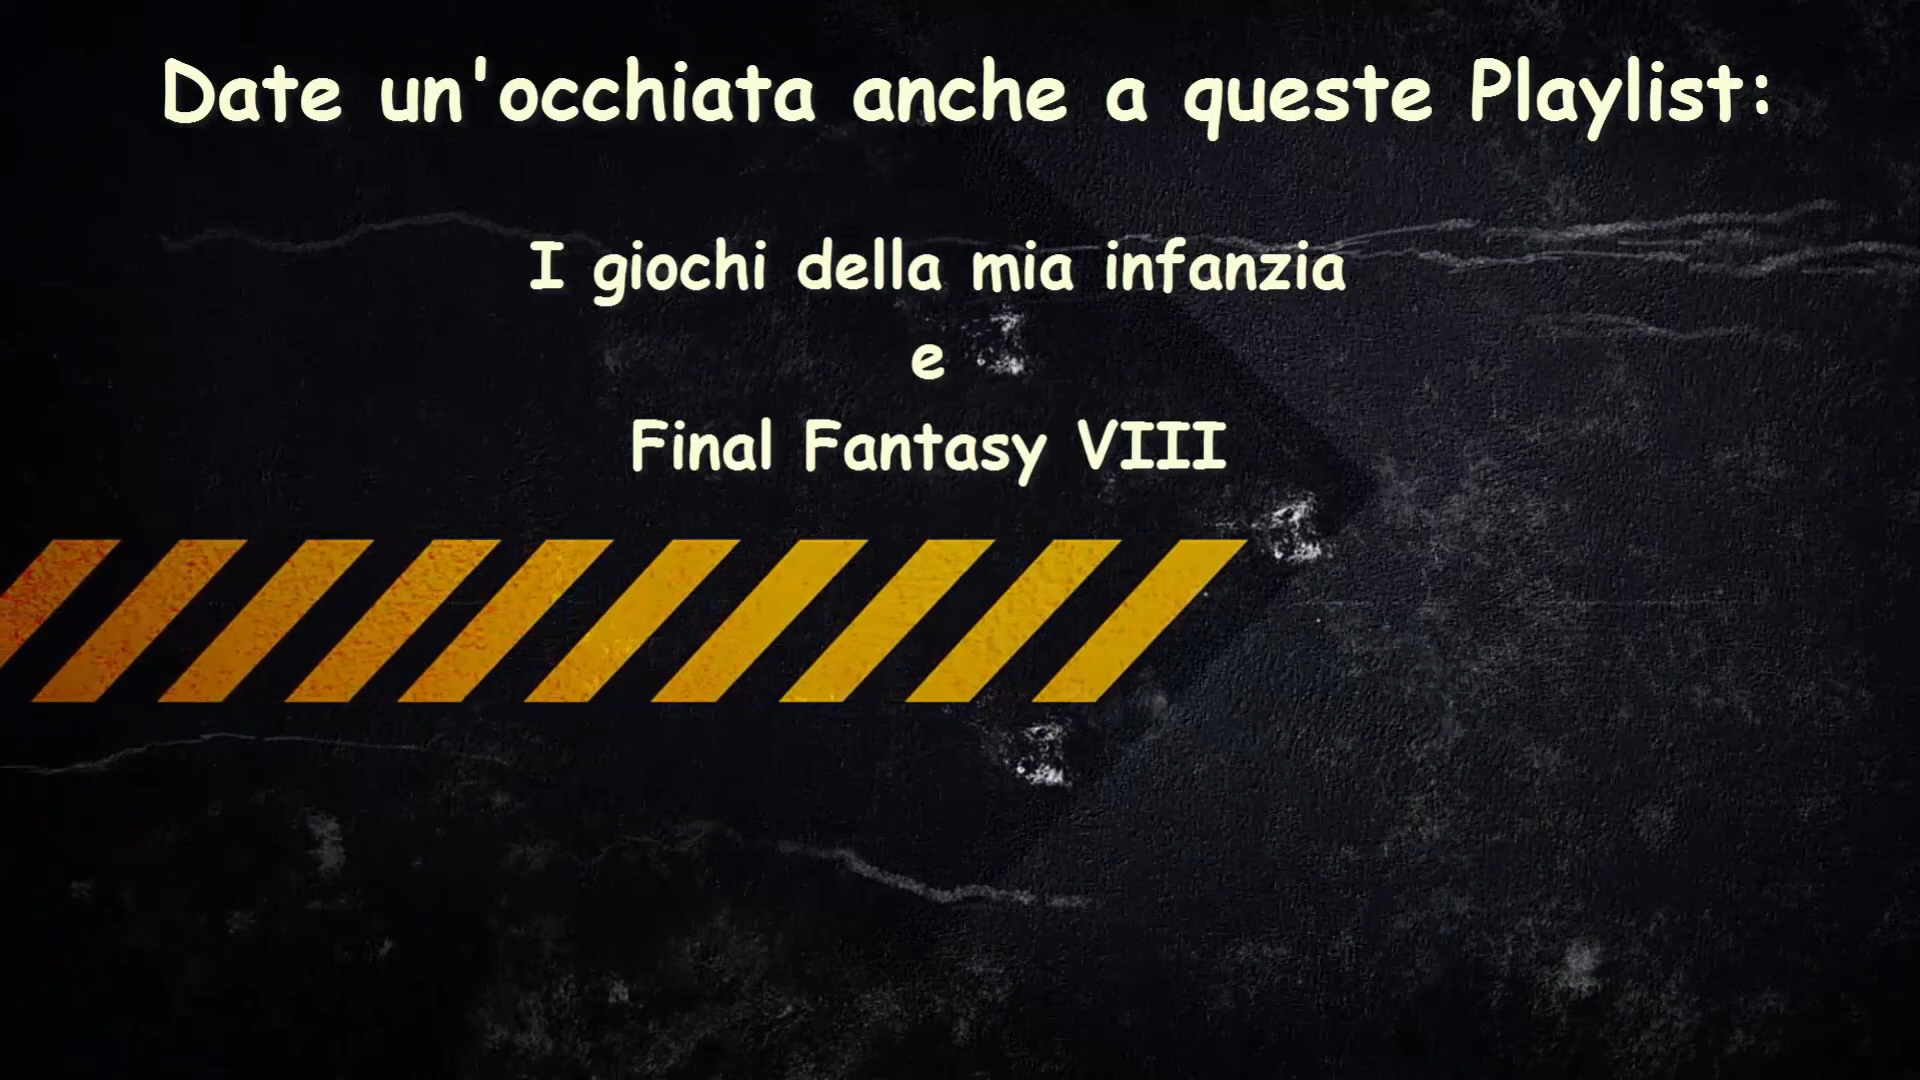 Date un'occhiata anche a queste Playlist:
I giochi della mia infanzia
e
Final Fantasy VIII